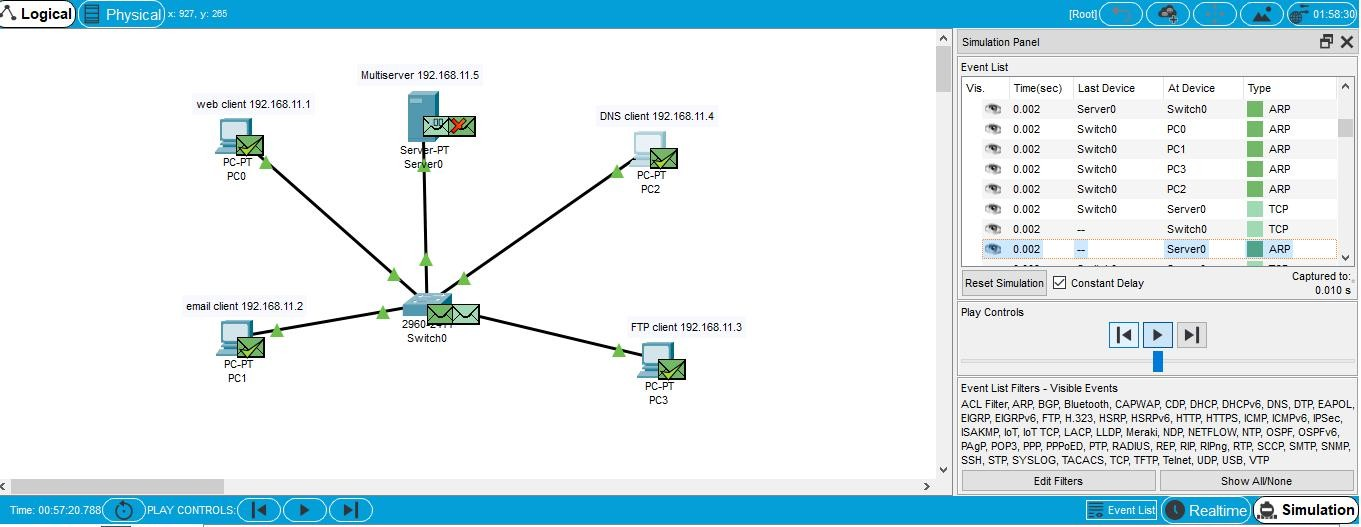 Logical Physical x: 927, y: 265 [Root] 01:58:30
Multiserver 192.168.11.5
web client 192.168.11.1
DNS client 192.168.11.4
Server-PT
Server0
PC-PT
PC0
PC-PT
PC2
email client 192.168.11.2
2960-24TT
Switch0
FTP client 192.168.11.3
PC-PT
PC1
PC-PT
PC3
Simulation Panel
Event List
Vis. Time(sec) Last Device At Device Type
0.002 Server0 Switch0 ARP
0.002 Switch0 PC0 ARP
0.002 Switch0 PC1 ARP
0.002 Switch0 PC3 ARP
0.002 Switch0 PC2 ARP
0.002 Switch0 Server0 TCP
0.002 -- Switch0 TCP
0.002 -- Server0 ARP
Reset Simulation Constant Delay Captured to:
0.010 s
Play Controls
Event List Filters - Visible Events
ACL Filter, ARP, BGP, Bluetooth, CAPWAP, CDP, DHCP, DHCPv6, DNS, DTP, EAPOL,
EIGRP, EIGRPv6, FTP, H.323, HSRP, HSRPv6, HTTP, HTTPS, ICMP, ICMPv6, IPSec,
ISAKMP, IoT, IoT TCP, LACP, LLDP, Meraki, NDP, NETFLOW, NTP, OSPF, OSPFv6,
PAgP, POP3, PPP, PPPoED, PTP, RADIUS, REP, RIP, RIPng, RTP, SCCP, SMTP, SNMP,
SSH, STP, SYSLOG, TACACS, TCP, TFTP, Telnet, UDP, USB, VTP
Edit Filters Show All/None
Time: 00:57:20.788 PLAY CONTROLS: Event List Realtime Simulation